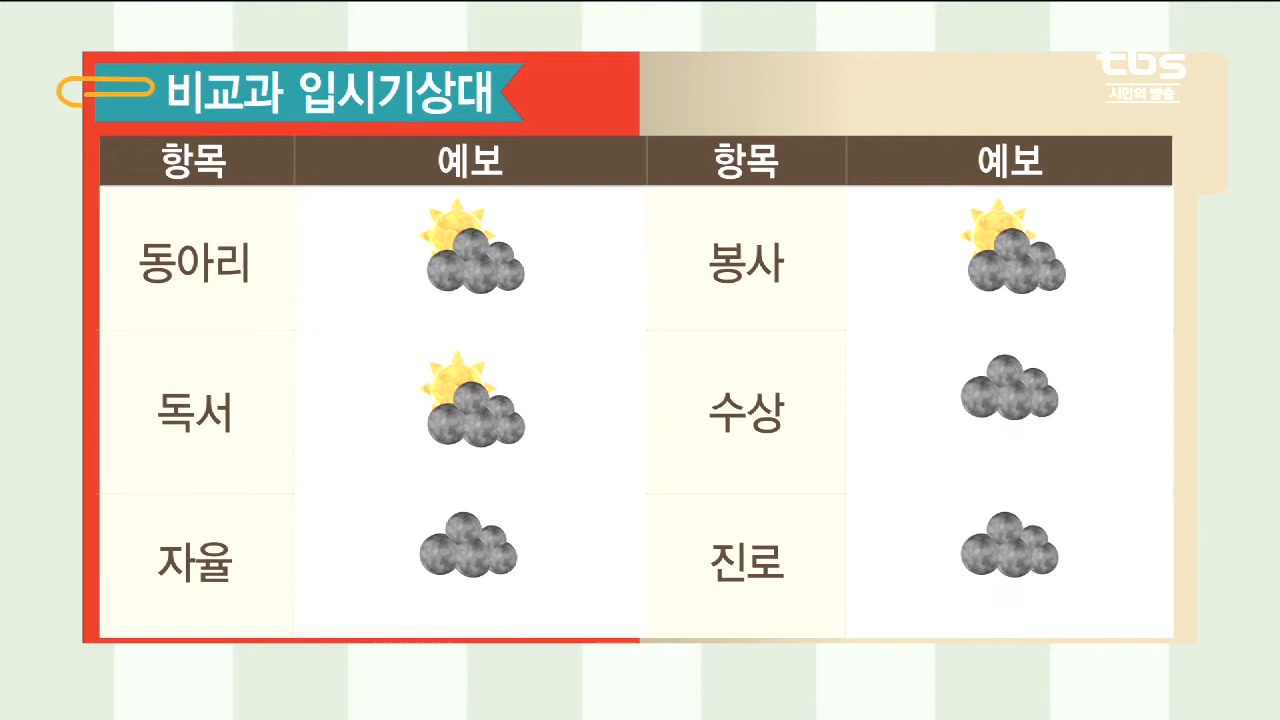 비교과 입시기상대
tbs
시민의 방송
항목 예보 항목 예보
동아리 봉사
독서 수상
자율 진로